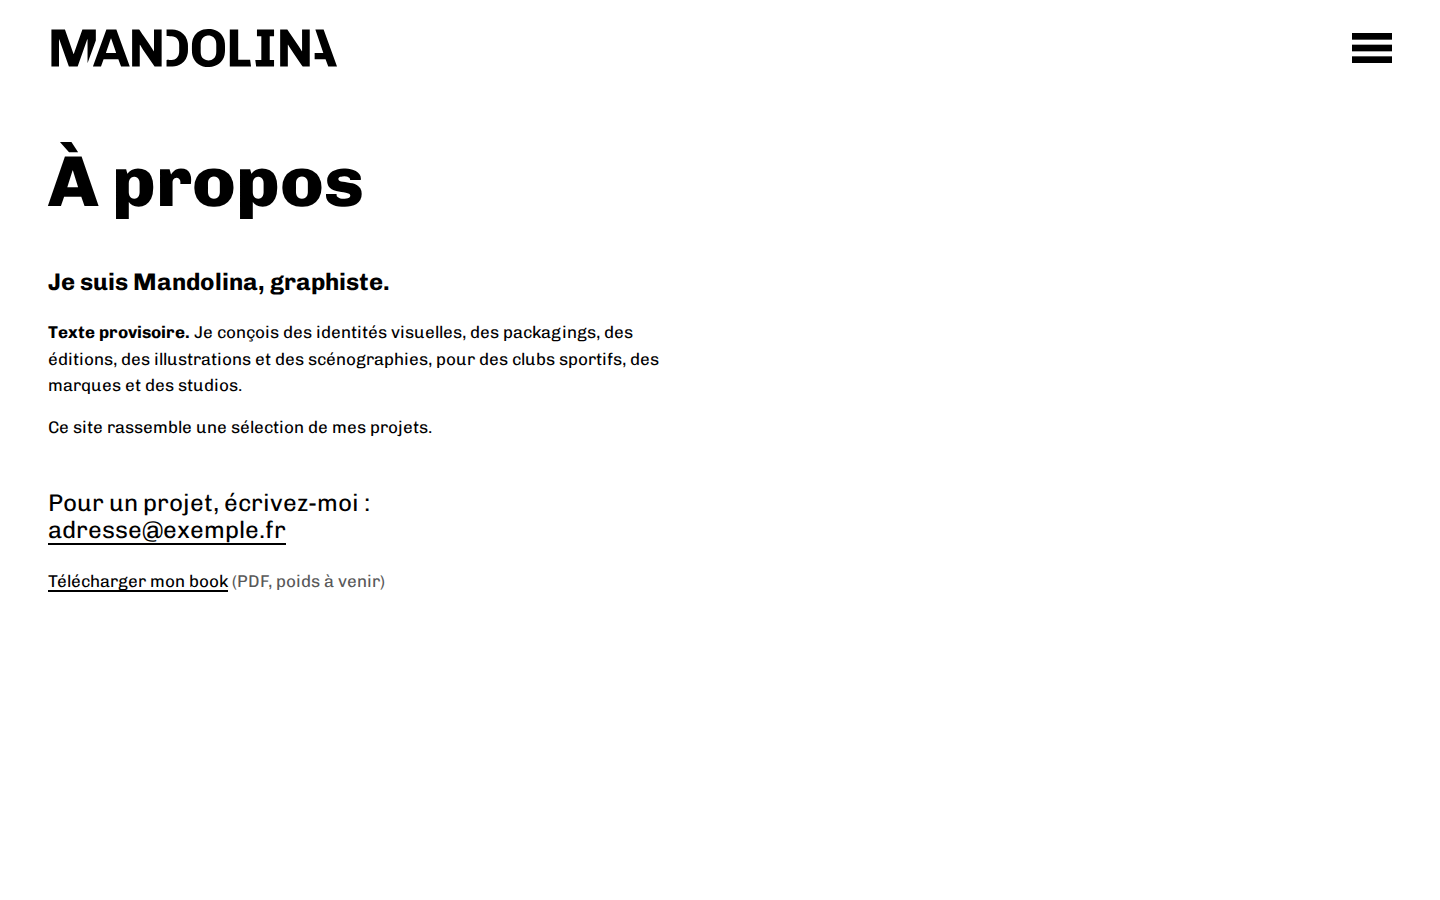 MANDOLINA
À propos
Je suis Mandolina, graphiste.
Texte provisoire. Je conçois des identités visuelles, des packagings, des
éditions, des illustrations et des scénographies, pour des clubs sportifs, des
marques et des studios.
Ce site rassemble une sélection de mes projets.
Pour un projet, écrivez-moi :
adresse@exemple.fr
Télécharger mon book (PDF, poids à venir)